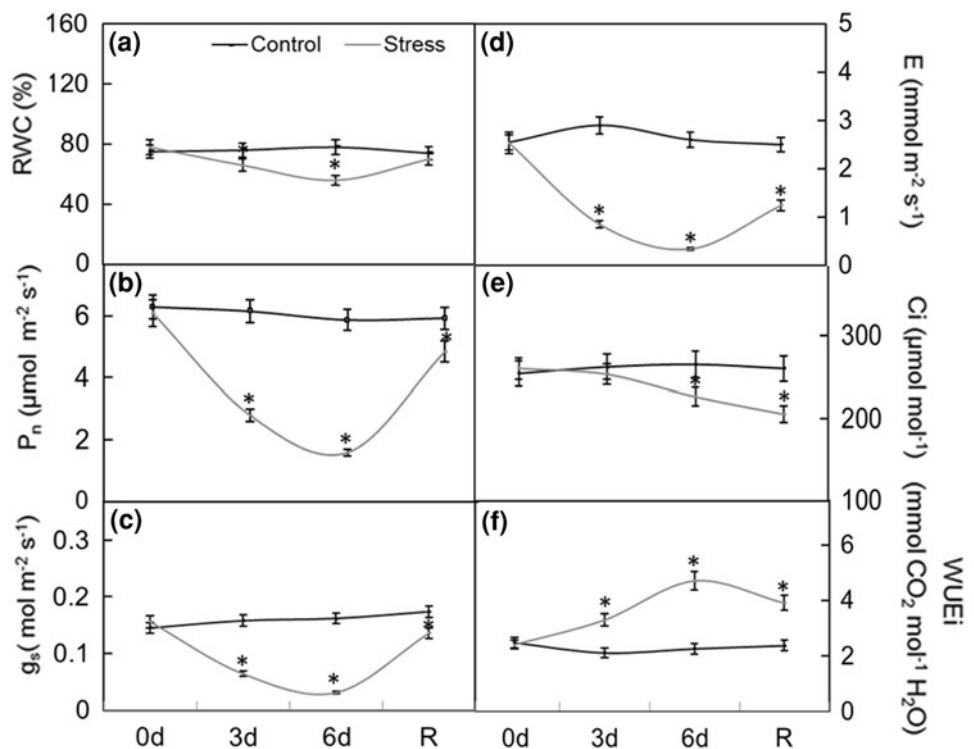 (a)
Control
Stress
RWC (%)
160
120
80
40
0
*
(d)
E (mmol m-2 s-1)
5
4
3
2
1
0
*
*
*
(b)
Pn (μmol m-2 s-1)
6
4
2
0
*
*
*
(e)
Ci (μmol mol-1)
300
200
100
*
*
(c)
gs( mol m-2 s-1)
0.3
0.2
0.1
0
*
*
*
(f)
WUEi
(mmol CO2 mol-1 H2O)
6
4
2
0
*
*
*
0d 3d 6d R
0d 3d 6d R